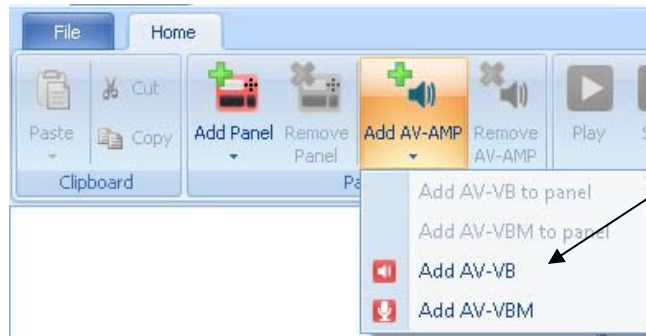 File Home
Cut
Paste Copy Add Panel Remove Panel Add AV-AMP Remove AV-AMP Play
Clipboard
Add AV-VB to panel
Add AV-VBM to panel
Add AV-VB
Add AV-VBM